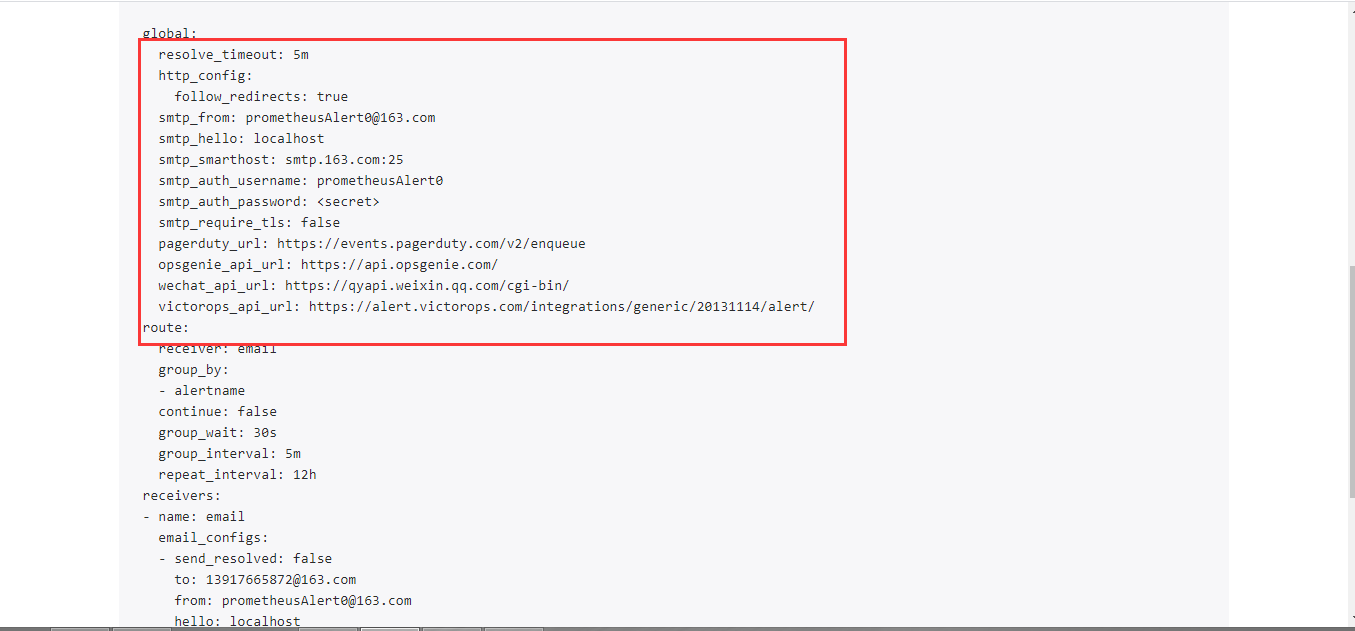 global:
  resolve_timeout: 5m
  http_config:
    follow_redirects: true
  smtp_from: prometheusAlert0@163.com
  smtp_hello: localhost
  smtp_smarthost: smtp.163.com:25
  smtp_auth_username: prometheusAlert0
  smtp_auth_password: <secret>
  smtp_require_tls: false
  pagerduty_url: https://events.pagerduty.com/v2/enqueue
  opsgenie_api_url: https://api.opsgenie.com/
  wechat_api_url: https://qyapi.weixin.qq.com/cgi-bin/
  victorops_api_url: https://alert.victorops.com/integrations/generic/20131114/alert/
route:
  receiver: email
  group_by:
  - alertname
  continue: false
  group_wait: 30s
  group_interval: 5m
  repeat_interval: 12h
receivers:
- name: email
  email_configs:
  - send_resolved: false
    to: 13917665872@163.com
    from: prometheusAlert0@163.com
    hello: localhost